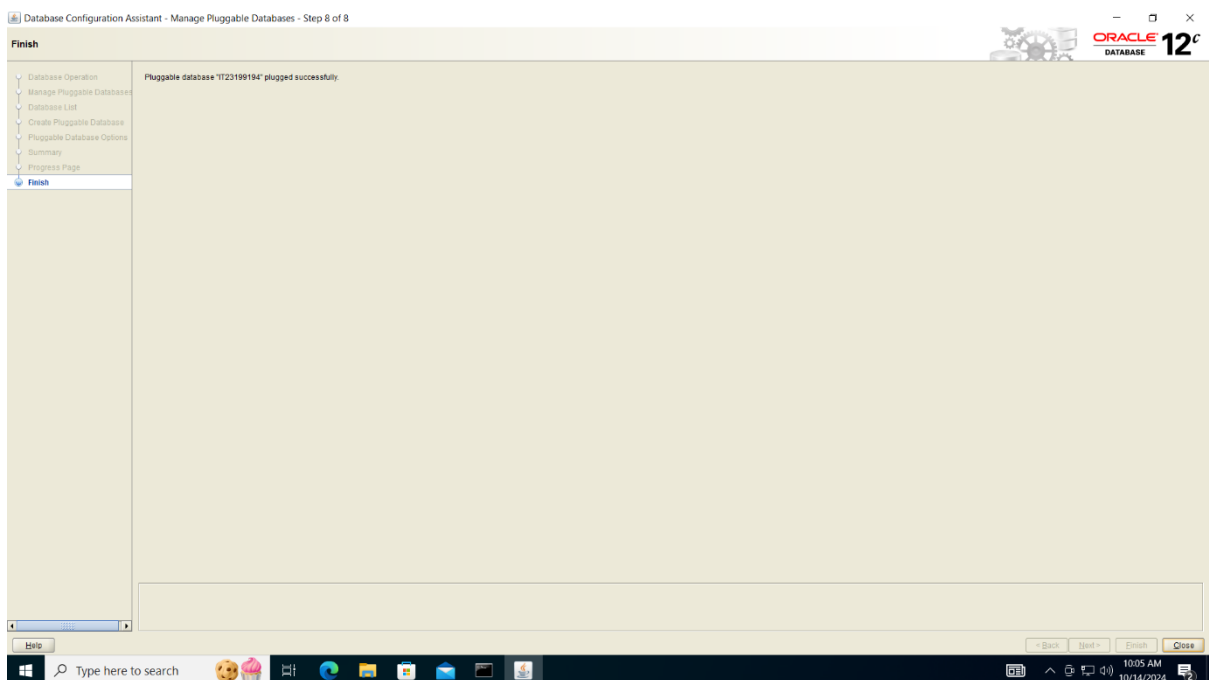 Database Configuration Assistant - Manage Pluggable Databases - Step 8 of 8
Finish
ORACLE
DATABASE
12c
Database Operation
Manage Pluggable Databases
Database List
Create Pluggable Database
Pluggable Database Options
Summary
Progress Page
Finish
Pluggable database "IT23199194" plugged successfully.
Help
< Back
Next >
Finish
Close
Type here to search
10:05 AM
10/14/2024
2